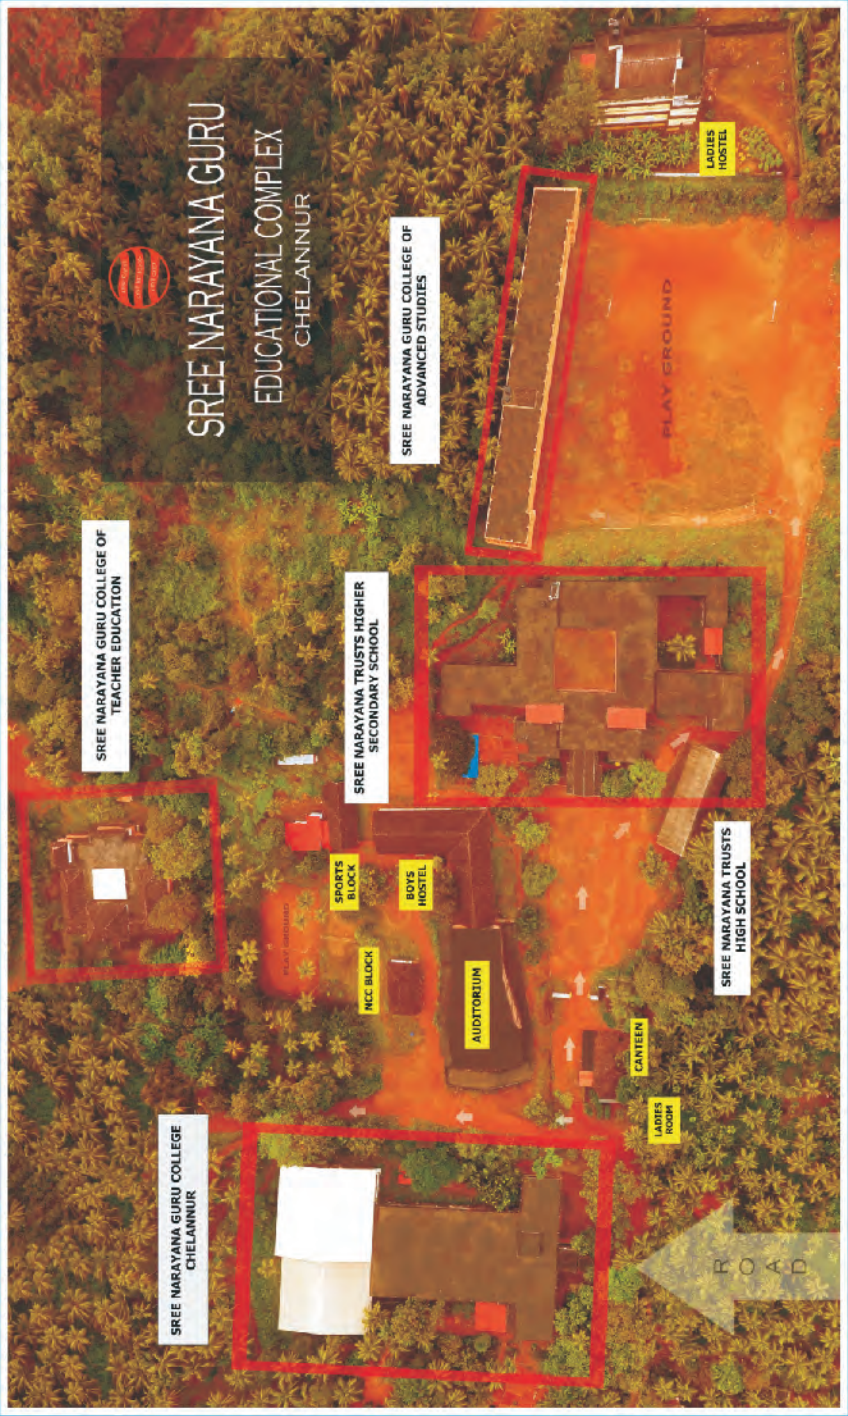 SREE NARAYANA GURU
EDUCATIONAL COMPLEX
CHELANNUR
SREE NARAYANA GURU COLLEGE OF
TEACHER EDUCATION
SREE NARAYANA GURU COLLEGE OF
ADVANCED STUDIES
LADIES
HOSTEL
PLAY GROUND
SREE NARAYANA TRUSTS HIGHER
SECONDARY SCHOOL
SPORTS
BLOCK
BOYS
HOSTEL
PLAY GROUND
NCC BLOCK
AUDITORIUM
SREE NARAYANA TRUSTS
HIGH SCHOOL
CANTEEN
LADIES
ROOM
SREE NARAYANA GURU COLLEGE
CHELANNUR
ROAD